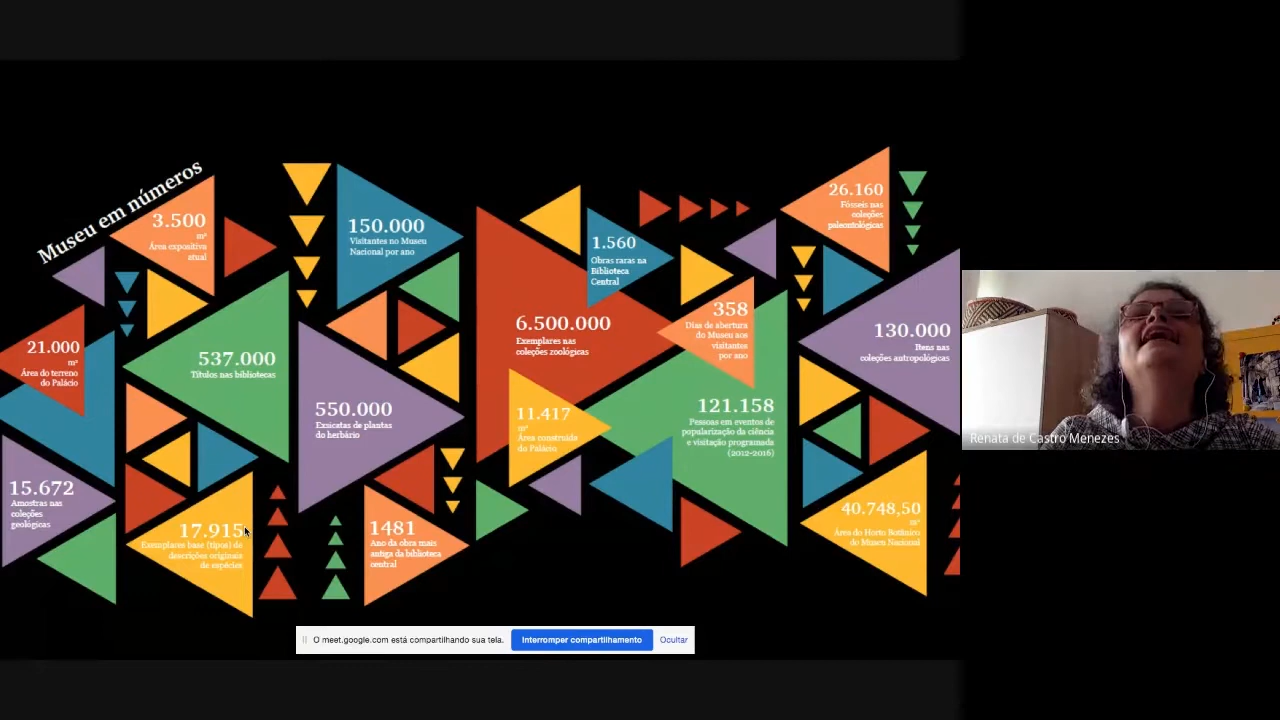 Museu em números
3.500
m²
Área expositiva
atual
150.000
Visitantes no Museu
Nacional por ano
1.560
Obras raras na
Biblioteca
Central
26.160
Fósseis nas
coleções
paleontológicas
21.000
m²
Área do terreno
do Palácio
537.000
Títulos nas bibliotecas
6.500.000
Exemplares nas
coleções zoológicas
358
Dias de abertura
do Museu aos
visitantes
por ano
130.000
Itens nas
coleções antropológicas
550.000
Exsicatas de plantas
do herbário
11.417
m²
Área construída
do Palácio
121.158
Pessoas em eventos de
popularização da ciência
e visitação programada
(2012-2016)
15.672
Amostras nas
coleções
geológicas
17.915
Exemplares base (tipos) de
descrições originais
de espécies
1481
Ano da obra mais
antiga da biblioteca
central
40.748,50
m²
Área do Horto Botânico
do Museu Nacional
Renata de Castro Menezes
O meet.google.com está compartilhando sua tela. Interromper compartilhamento Ocultar